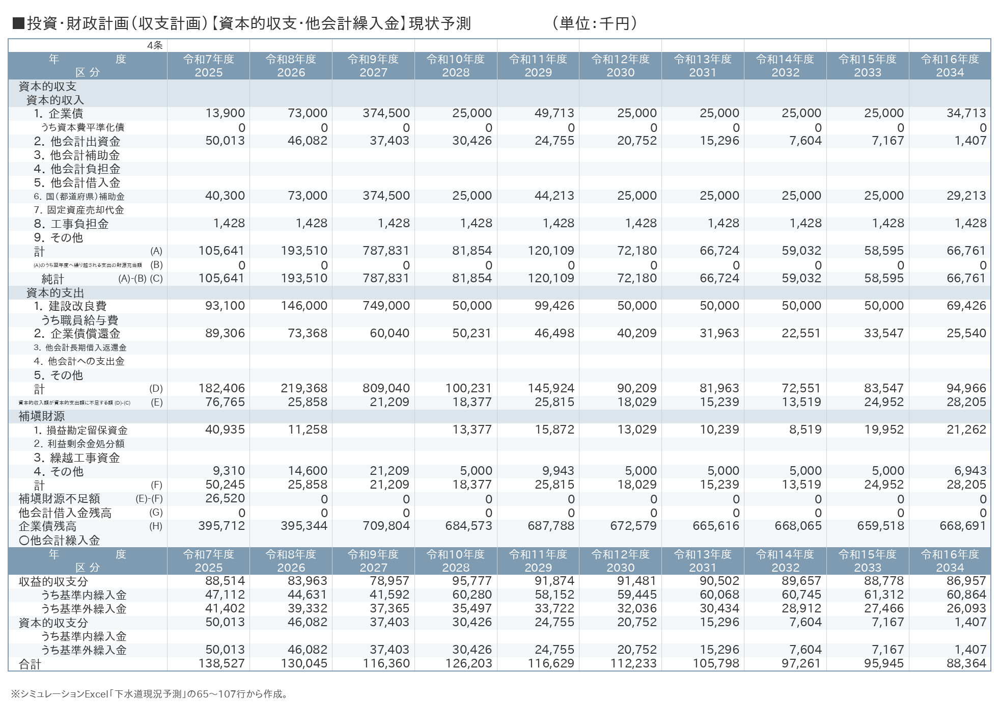 ■投資・財政計画（収支計画）【資本的収支・他会計繰入金】現状予測　（単位：千円）
4条
年　度 令和7年度 令和8年度 令和9年度 令和10年度 令和11年度 令和12年度 令和13年度 令和14年度 令和15年度 令和16年度
区 分 2025 2026 2027 2028 2029 2030 2031 2032 2033 2034
資本的収支
資本的収入
1. 企業債 13,900 73,000 374,500 25,000 49,713 25,000 25,000 25,000 25,000 34,713
うち資本費平準化債 0 0 0 0 0 0 0 0 0 0
2. 他会計出資金 50,013 46,082 37,403 30,426 24,755 20,752 15,296 7,604 7,167 1,407
3. 他会計補助金
4. 他会計負担金
5. 他会計借入金
6. 国（都道府県）補助金 40,300 73,000 374,500 25,000 44,213 25,000 25,000 25,000 25,000 29,213
7. 固定資産売却代金
8. 工事負担金 1,428 1,428 1,428 1,428 1,428 1,428 1,428 1,428 1,428 1,428
9. その他
計 (A) 105,641 193,510 787,831 81,854 120,109 72,180 66,724 59,032 58,595 66,761
(A)のうち翌年度へ繰り越される支出の財源充当額 (B) 0 0 0 0 0 0 0 0 0 0
純計 (A)-(B) (C) 105,641 193,510 787,831 81,854 120,109 72,180 66,724 59,032 58,595 66,761
資本的支出
1. 建設改良費 93,100 146,000 749,000 50,000 99,426 50,000 50,000 50,000 50,000 69,426
うち職員給与費
2. 企業債償還金 89,306 73,368 60,040 50,231 46,498 40,209 31,963 22,551 33,547 25,540
3. 他会計長期借入返還金
4. 他会計への支出金
5. その他
計 (D) 182,406 219,368 809,040 100,231 145,924 90,209 81,963 72,551 83,547 94,966
資本的収入額が資本的支出額に不足する額 (D)-(C) (E) 76,765 25,858 21,209 18,377 25,815 18,029 15,239 13,519 24,952 28,205
補塡財源
1. 損益勘定留保資金 40,935 11,258 13,377 15,872 13,029 10,239 8,519 19,952 21,262
2. 利益剰余金処分額
3. 繰越工事資金
4. その他 9,310 14,600 21,209 5,000 9,943 5,000 5,000 5,000 5,000 6,943
計 (F) 50,245 25,858 21,209 18,377 25,815 18,029 15,239 13,519 24,952 28,205
補塡財源不足額 (E)-(F) 26,520 0 0 0 0 0 0 0 0 0
他会計借入金残高 (G) 0 0 0 0 0 0 0 0 0 0
企業債残高 (H) 395,712 395,344 709,804 684,573 687,788 672,579 665,616 668,065 659,518 668,691
〇他会計繰入金
年　度 令和7年度 令和8年度 令和9年度 令和10年度 令和11年度 令和12年度 令和13年度 令和14年度 令和15年度 令和16年度
区 分 2025 2026 2027 2028 2029 2030 2031 2032 2033 2034
収益的収支分 88,514 83,963 78,957 95,777 91,874 91,481 90,502 89,657 88,778 86,957
うち基準内繰入金 47,112 44,631 41,592 60,280 58,152 59,445 60,068 60,745 61,312 60,864
うち基準外繰入金 41,402 39,332 37,365 35,497 33,722 32,036 30,434 28,912 27,466 26,093
資本的収支分 50,013 46,082 37,403 30,426 24,755 20,752 15,296 7,604 7,167 1,407
うち基準内繰入金
うち基準外繰入金 50,013 46,082 37,403 30,426 24,755 20,752 15,296 7,604 7,167 1,407
合計 138,527 130,045 116,360 126,203 116,629 112,233 105,798 97,261 95,945 88,364
※シミュレーションExcel「下水道現況予測」の65～107行から作成。